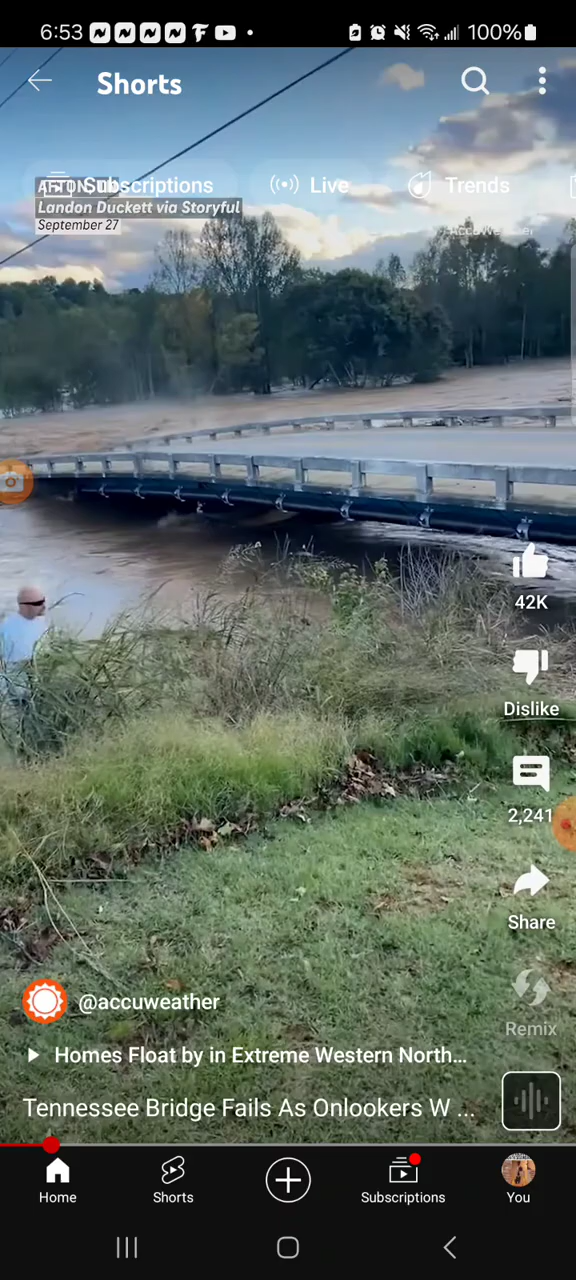 6:53
100%
Shorts
Subscriptions
Live
Trends
Landon Duckett via Storyful
September 27
AccuWeather
42K
Dislike
2,241
Share
Remix
@accuweather
Homes Float by in Extreme Western North...
Tennessee Bridge Fails As Onlookers W ...
Home
Shorts
Subscriptions
You